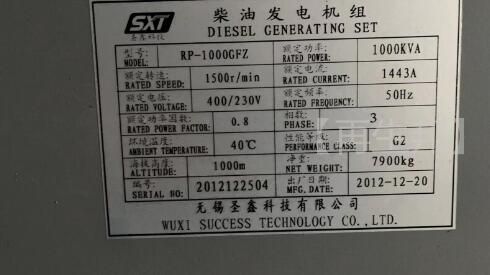 SXT
圣鑫科技
柴油发电机组
DIESEL GENERATING SET
型号: MODEL: RP-1000GFZ 额定功率: RATED POWER: 1000KVA
额定转速: RATED SPEED: 1500r/min 额定电流: RATED CURRENT: 1443A
额定电压: RATED VOLTAGE: 400/230V 额定频率: RATED FREQUENCY: 50Hz
额定功率因数: RATED POWER FACTOR: 0.8 相数: PHASE: 3
环境温度: AMBIENT TEMPERATURE: 40℃ 性能等级: PERFORMANCE CLASS: G2
海拔高度: ALTITUDE: 1000m 净重: NET WEIGHT: 7900kg
编号: SERIAL NO: 2012122504 出厂日期: MFG.DATE: 2012-12-20
无锡圣鑫科技有限公司
WUXI SUCCESS TECHNOLOGY CO.,LTD.